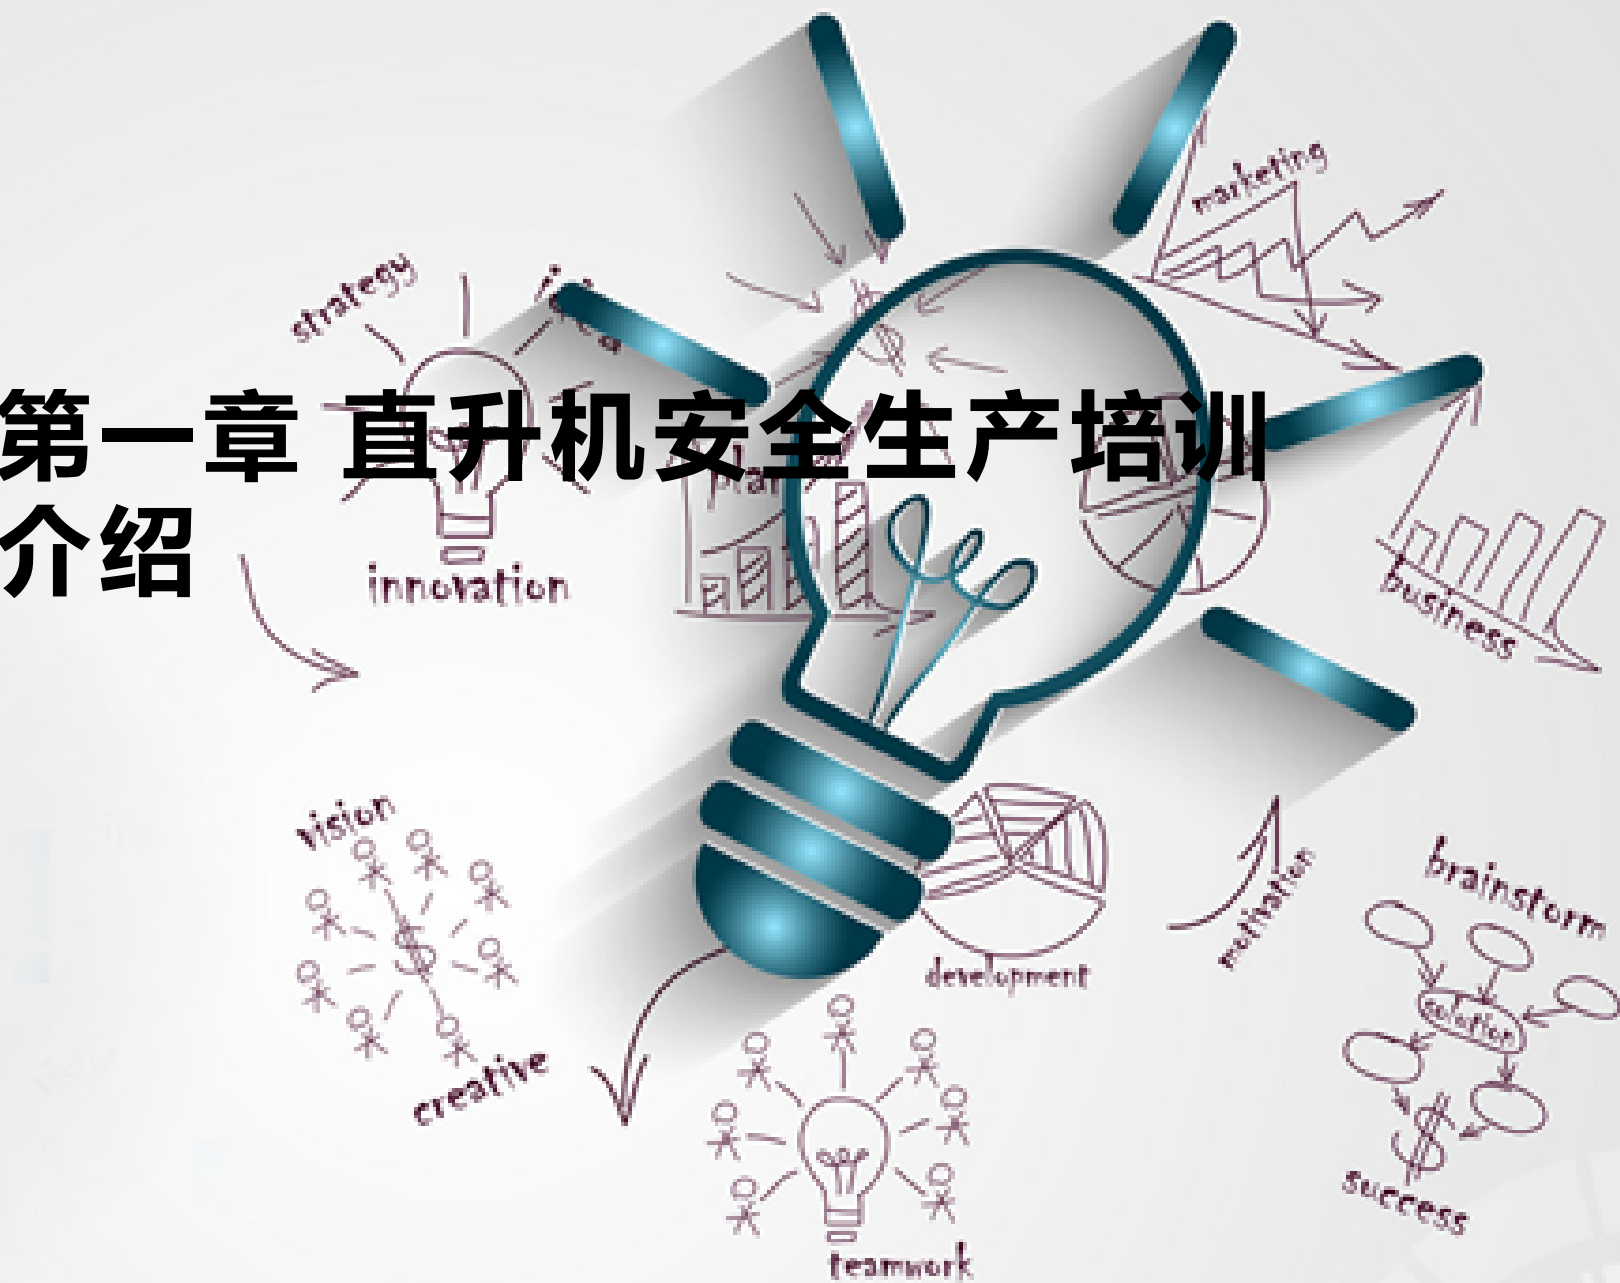 marketing
strategy
第一章 直升机安全生产培训
介绍
plan
innovation
business
vision
brainstorm
motivation
development
solution
creative
success
teamwork